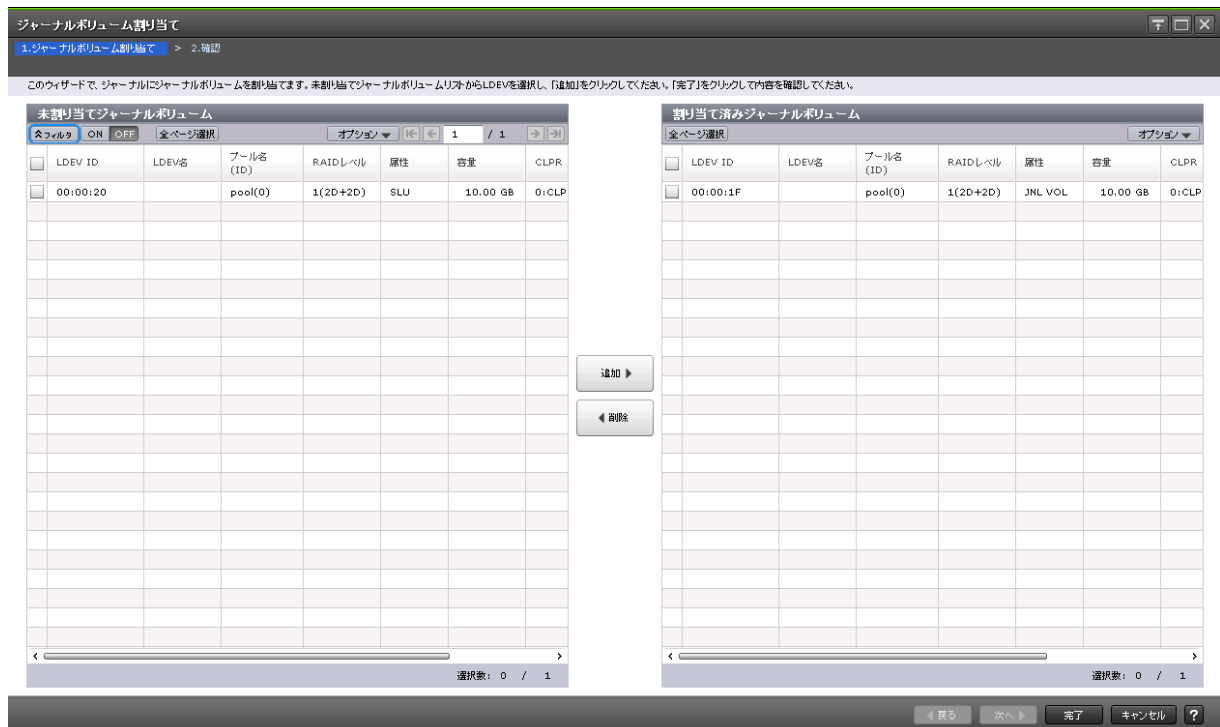 ジャーナルボリューム割り当て
1.ジャーナルボリューム割り当て > 2.確認
このウィザードで、ジャーナルにジャーナルボリュームを割り当てます。未割り当てジャーナルボリュームリストからLDEVを選択し、「追加」をクリックしてください。「完了」をクリックして内容を確認してください。
未割り当てジャーナルボリューム
フィルタ ON OFF 全ページ選択 オプション 1 / 1
LDEV ID LDEV名 プール名 (ID) RAIDレベル 属性 容量 CLPR
00:00:20 pool(0) 1(2D+2D) SLU 10.00 GB 0:CLP
選択数: 0 / 1
追加
削除
割り当て済みジャーナルボリューム
全ページ選択 オプション
LDEV ID LDEV名 プール名 (ID) RAIDレベル 属性 容量 CLPR
00:00:1F pool(0) 1(2D+2D) JNL VOL 10.00 GB 0:CLP
選択数: 0 / 1
戻る 次へ 完了 キャンセル ?